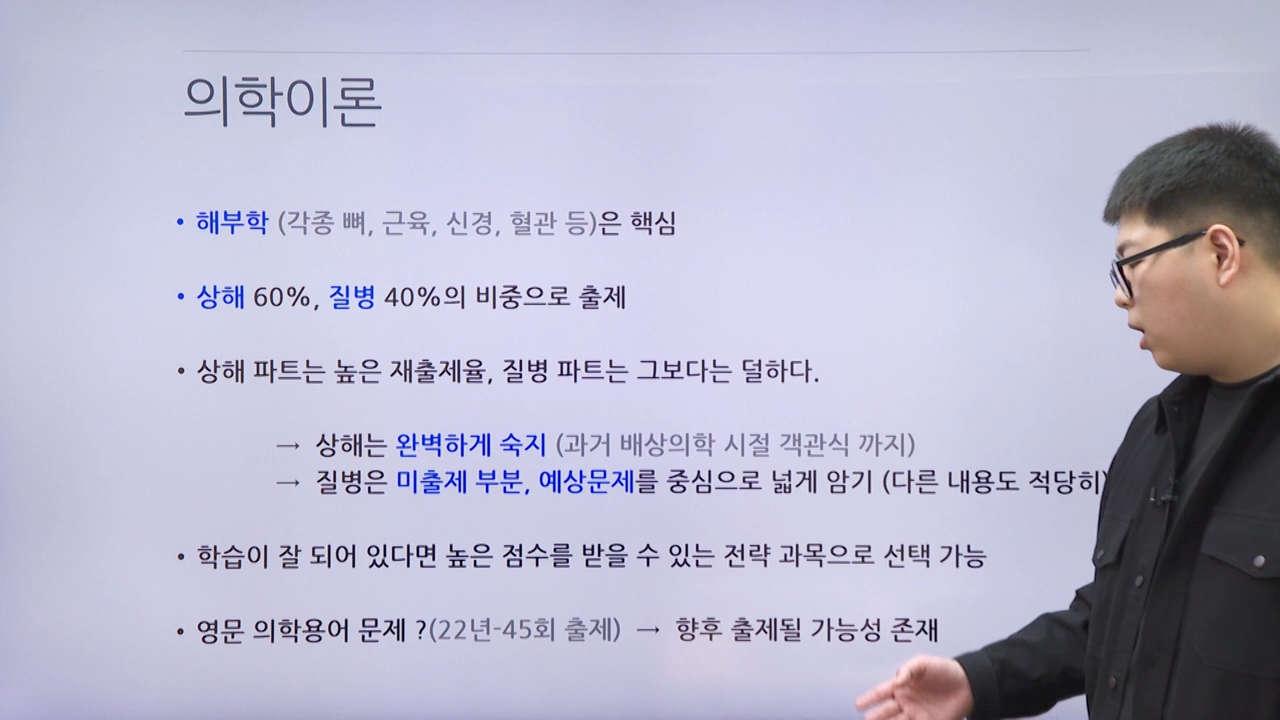 의학이론
• 해부학 (각종 뼈, 근육, 신경, 혈관 등)은 핵심
• 상해 60%, 질병 40%의 비중으로 출제
• 상해 파트는 높은 재출제율, 질병 파트는 그보다는 덜하다.
→ 상해는 완벽하게 숙지 (과거 배상의학 시절 객관식 까지)
→ 질병은 미출제 부분, 예상문제를 중심으로 넓게 암기 (다른 내용도 적당히)
• 학습이 잘 되어 있다면 높은 점수를 받을 수 있는 전략 과목으로 선택 가능
• 영문 의학용어 문제 ?(22년-45회 출제) → 향후 출제될 가능성 존재